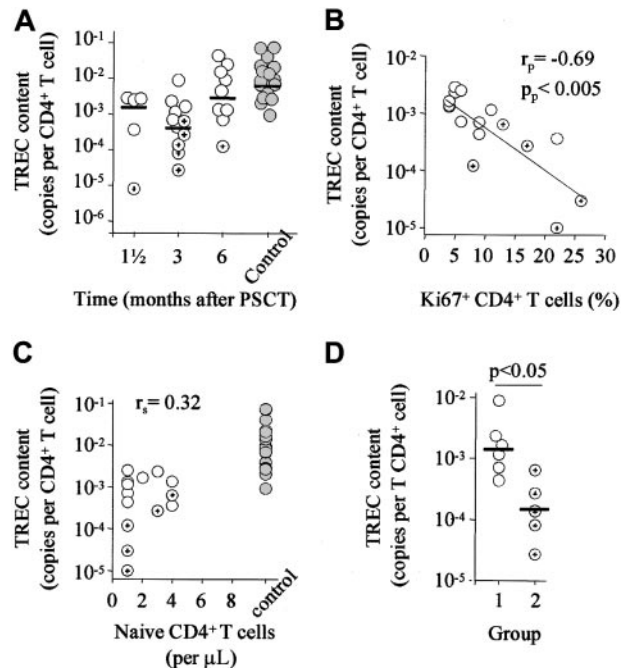 A
TREC content
(copies per CD4⁺ T cell)
10⁻¹
10⁻²
10⁻³
10⁻⁴
10⁻⁵
10⁻⁶
1½ 3 6 Control
Time (months after PSCT)
B
TREC content
(copies per CD4⁺ T cell)
10⁻²
10⁻³
10⁻⁴
10⁻⁵
rₚ= -0.69
pₚ< 0.005
0 5 10 15 20 25 30
Ki67⁺ CD4⁺ T cells (%)
C
TREC content
(copies per CD4⁺ T cell)
10⁻¹
10⁻²
10⁻³
10⁻⁴
10⁻⁵
rₛ= 0.32
0 2 4 6 8 control
Naive CD4⁺ T cells
(per µL)
D
p<0.05
TREC content
(copies per T CD4⁺ cell)
10⁻²
10⁻³
10⁻⁴
10⁻⁵
1 2
Group